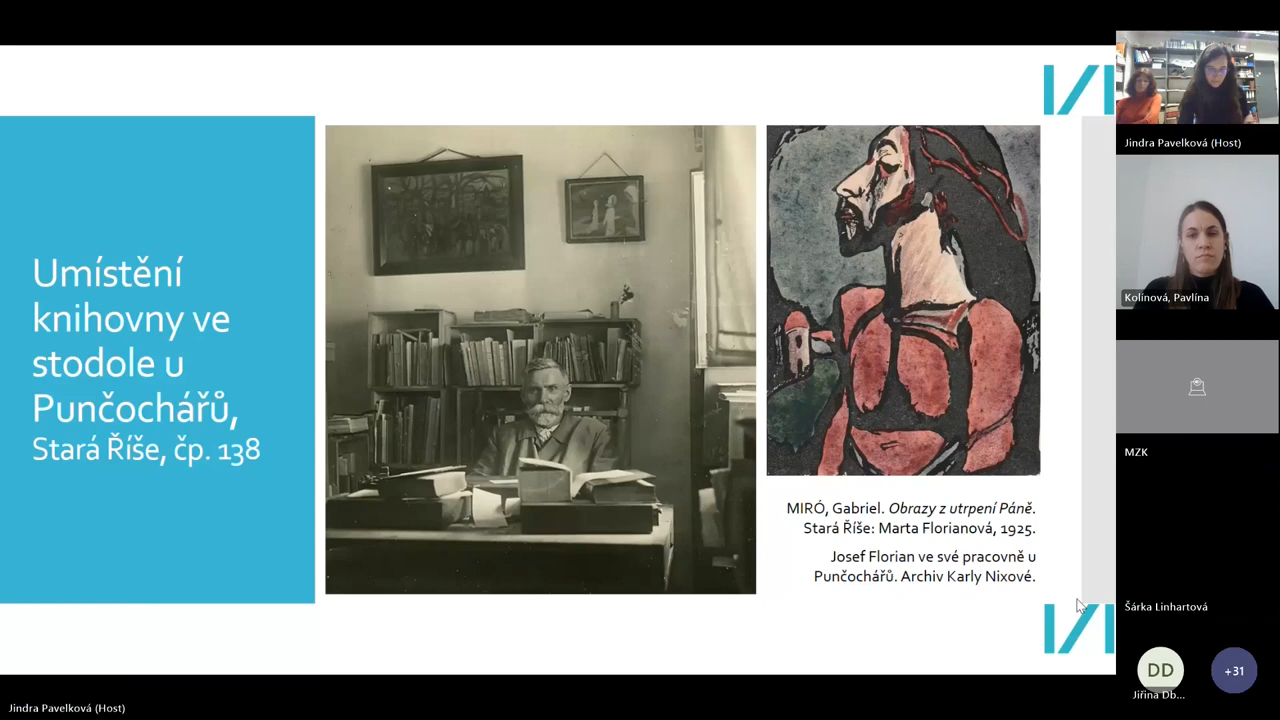 Umístění
knihovny ve
stodole u
Punčochářů,
Stará Říše, čp. 138
MIRÓ, Gabriel. Obrazy z utrpení Páně.
Stará Říše: Marta Florianová, 1925.
Josef Florian ve své pracovně u
Punčochářů. Archiv Karly Nixové.
Jindra Pavelková (Host)
Kolínová, Pavlína
MZK
Šárka Linhartová
DD
Jiřina Db...
+31
Jindra Pavelková (Host)